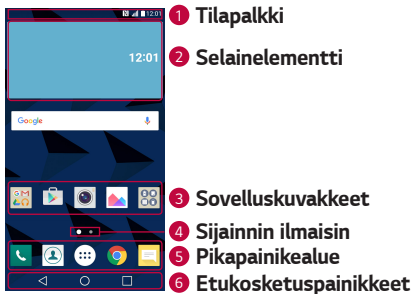 12:01
1 Tilapalkki
12:01
2 Selainelementti
Google
3 Sovelluskuvakkeet
4 Sijainnin ilmaisin
5 Pikapainikealue
6 Etukosketuspainikkeet